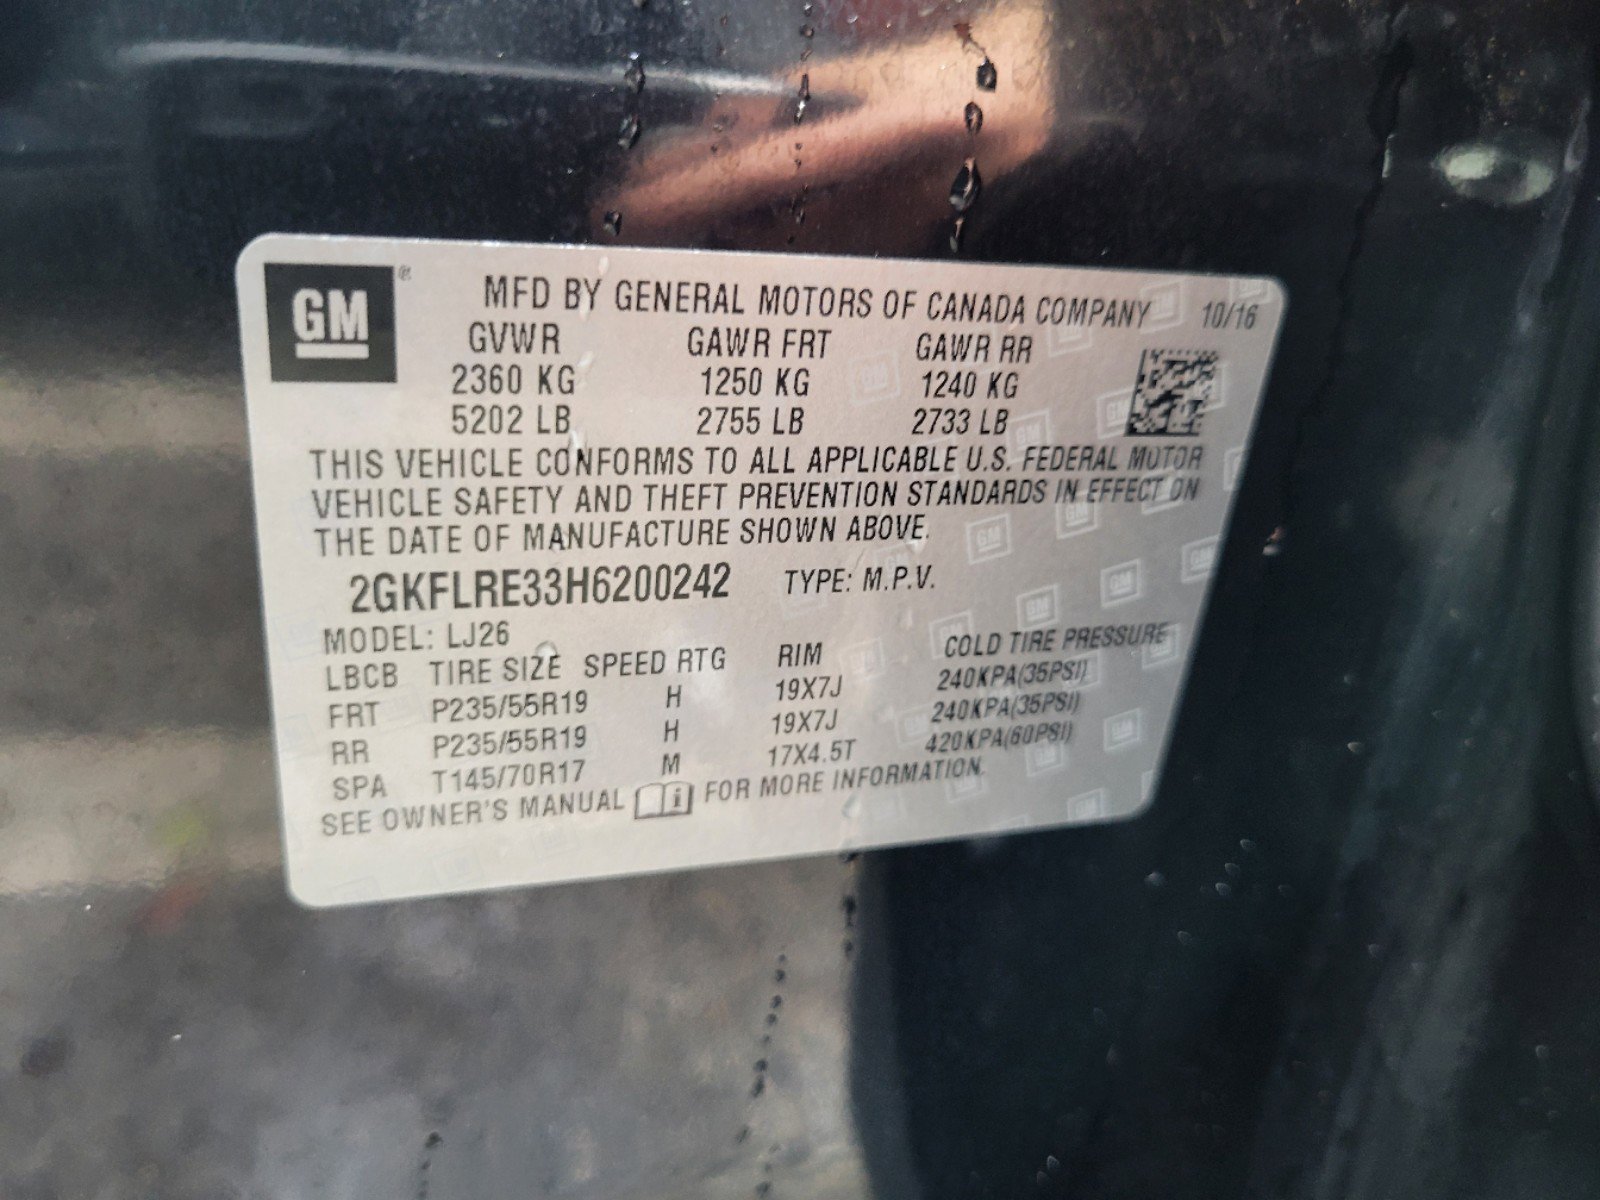 GM ®
MFD BY GENERAL MOTORS OF CANADA COMPANY 10/16
GVWR GAWR FRT GAWR RR
2360 KG 1250 KG 1240 KG
5202 LB 2755 LB 2733 LB
THIS VEHICLE CONFORMS TO ALL APPLICABLE U.S. FEDERAL MOTOR
VEHICLE SAFETY AND THEFT PREVENTION STANDARDS IN EFFECT ON
THE DATE OF MANUFACTURE SHOWN ABOVE.
2GKFLRE33H6200242 TYPE: M.P.V.
MODEL: LJ26
LBCB TIRE SIZE SPEED RTG RIM COLD TIRE PRESSURE
FRT P235/55R19 H 19X7J 240KPA(35PSI)
RR P235/55R19 H 19X7J 240KPA(35PSI)
SPA T145/70R17 M 17X4.5T 420KPA(60PSI)
SEE OWNER'S MANUAL i FOR MORE INFORMATION.